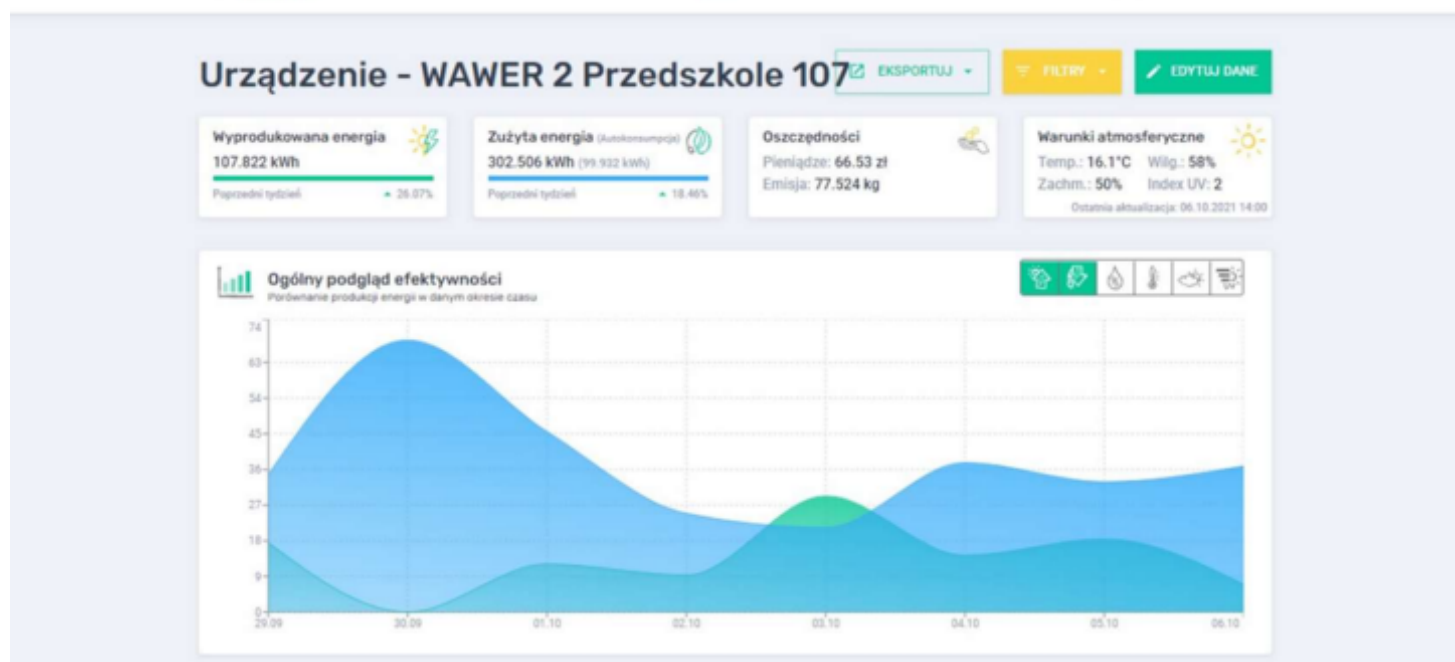 Urządzenie - WAWER 2 Przedszkole 107
EKSPORTUJ
FILTRY
EDYTUJ DANE
Wyprodukowana energia
107.822 kWh
Poprzedni tydzień 26.07%
Zużyta energia (Autokonsumpcja)
302.506 kWh (99.932 kWh)
Poprzedni tydzień 18.46%
Oszczędności
Pieniądze: 66.53 zł
Emisja: 77.524 kg
Warunki atmosferyczne
Temp.: 16.1°C Wilg.: 58%
Zachm.: 50% Index UV: 2
Ostatnia aktualizacja: 06.10.2021 14:00
Ogólny podgląd efektywności
Porównanie produkcji energii w danym okresie czasu
74
63
54
45
36
27
18
9
0
29.09 30.09 01.10 02.10 03.10 04.10 05.10 06.10